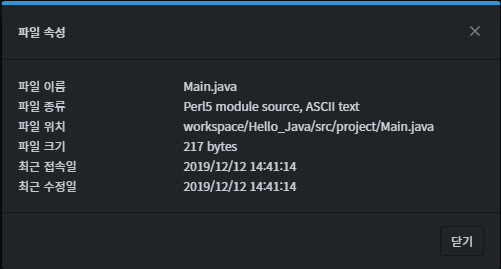 파일 속성
파일 이름 Main.java
파일 종류 Perl5 module source, ASCII text
파일 위치 workspace/Hello_Java/src/project/Main.java
파일 크기 217 bytes
최근 접속일 2019/12/12 14:41:14
최근 수정일 2019/12/12 14:41:14
닫기